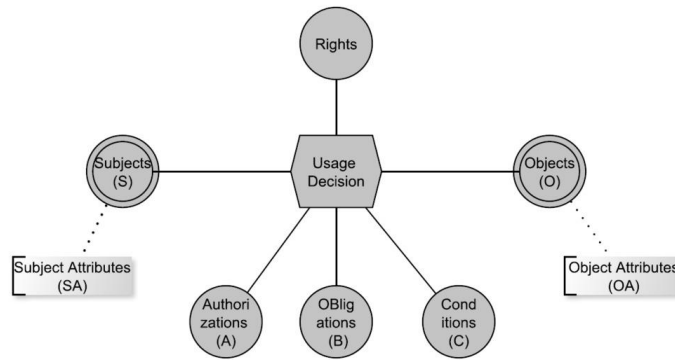 Rights
Subjects
(S)
Usage
Decision
Objects
(O)
Subject Attributes
(SA)
Object Attributes
(OA)
Authori
zations
(A)
OBlig
ations
(B)
Cond
itions
(C)